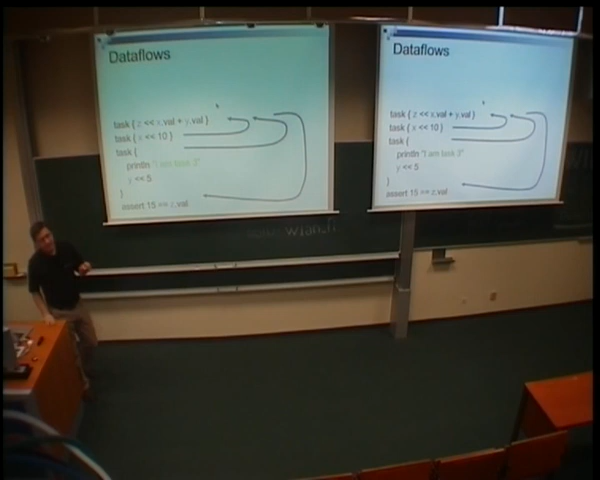 Dataflows
task { z << x.val + y.val }
task { x << 10 }
task {
println "I am task 3"
y << 5
}
assert 15 == z.val
Dataflows
task { z << x.val + y.val }
task { x << 10 }
task {
println "I am task 3"
y << 5
}
assert 15 == z.val